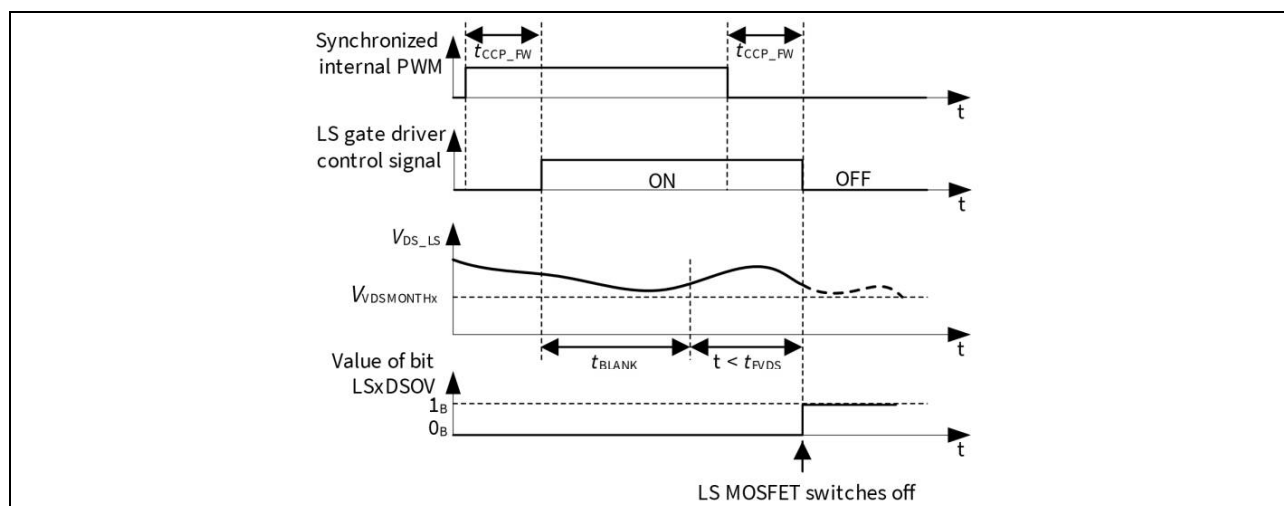 Synchronized
internal PWM
tCCP_FW
tCCP_FW
t
LS gate driver
control signal
ON
OFF
t
VDS_LS
VVDSMONTHx
t
tBLANK
t < tFVDS
Value of bit
LSxDSOV
1B
0B
t
LS MOSFET switches off